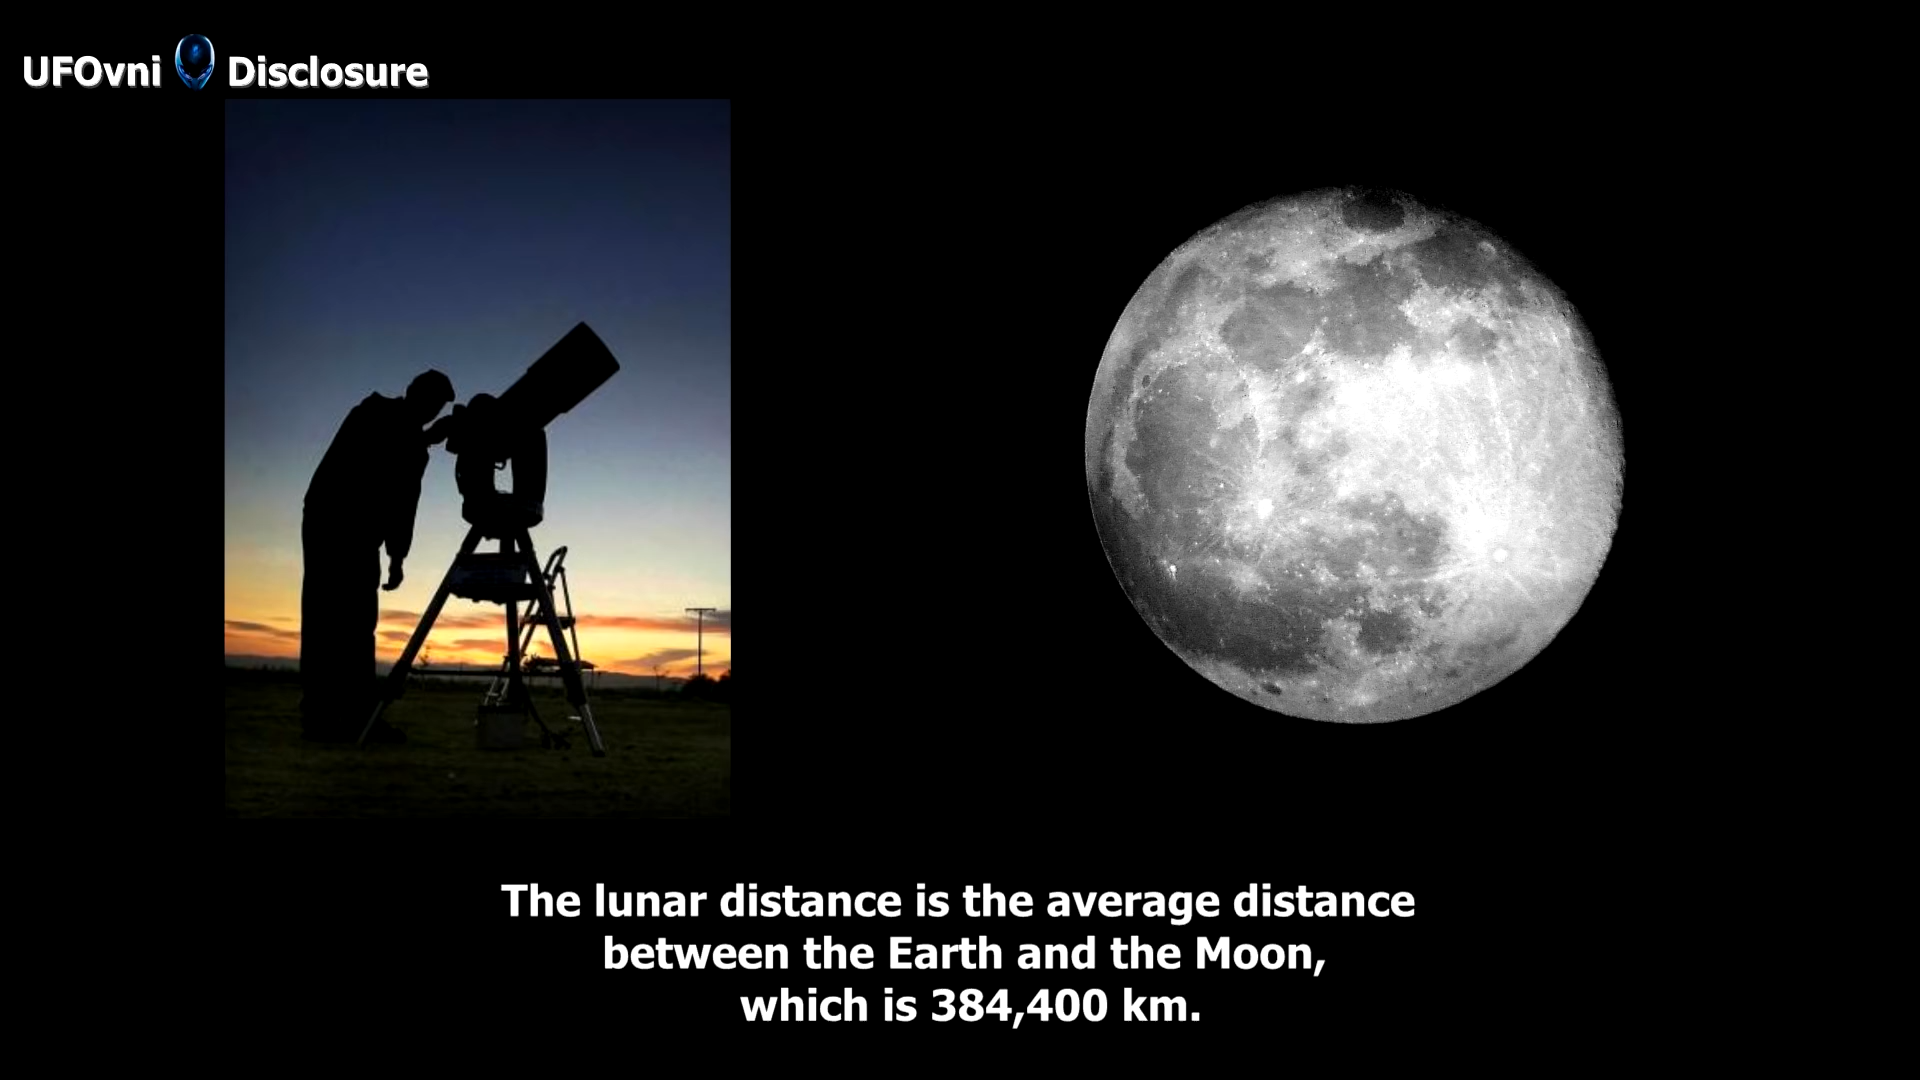 UFOvni Disclosure
The lunar distance is the average distance
between the Earth and the Moon,
which is 384,400 km.